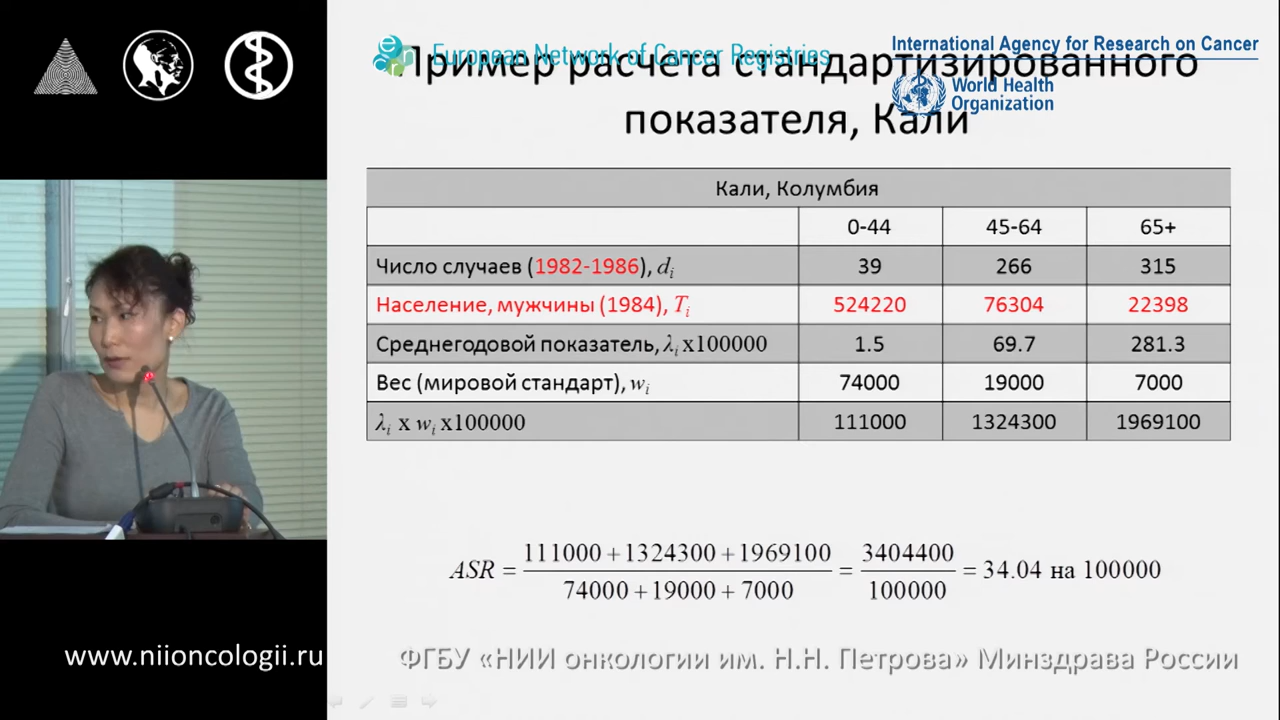 European Network of Cancer Registries
International Agency for Research on Cancer
World Health
Organization
Пример расчета стандартизированного
показателя, Кали
Кали, Колумбия
0-44 45-64 65+
Число случаев (1982-1986), dᵢ 39 266 315
Население, мужчины (1984), Tᵢ 524220 76304 22398
Среднегодовой показатель, λᵢ x100000 1.5 69.7 281.3
Вес (мировой стандарт), wᵢ 74000 19000 7000
λᵢ x wᵢ x100000 111000 1324300 1969100
ASR = (111000 + 1324300 + 1969100) / (74000 + 19000 + 7000) = 3404400 / 100000 = 34.04 на 100000
www.niioncologii.ru
ФГБУ «НИИ онкологии им. Н.Н. Петрова» Минздрава России